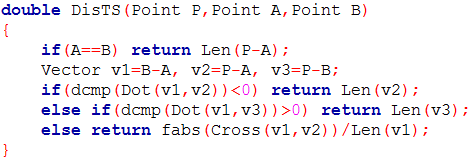 double DisTS(Point P,Point A,Point B)
{
    if(A==B) return Len(P-A);
    Vector v1=B-A, v2=P-A, v3=P-B;
    if(dcmp(Dot(v1,v2))<0) return Len(v2);
    else if(dcmp(Dot(v1,v3))>0) return Len(v3);
    else return fabs(Cross(v1,v2))/Len(v1);
}